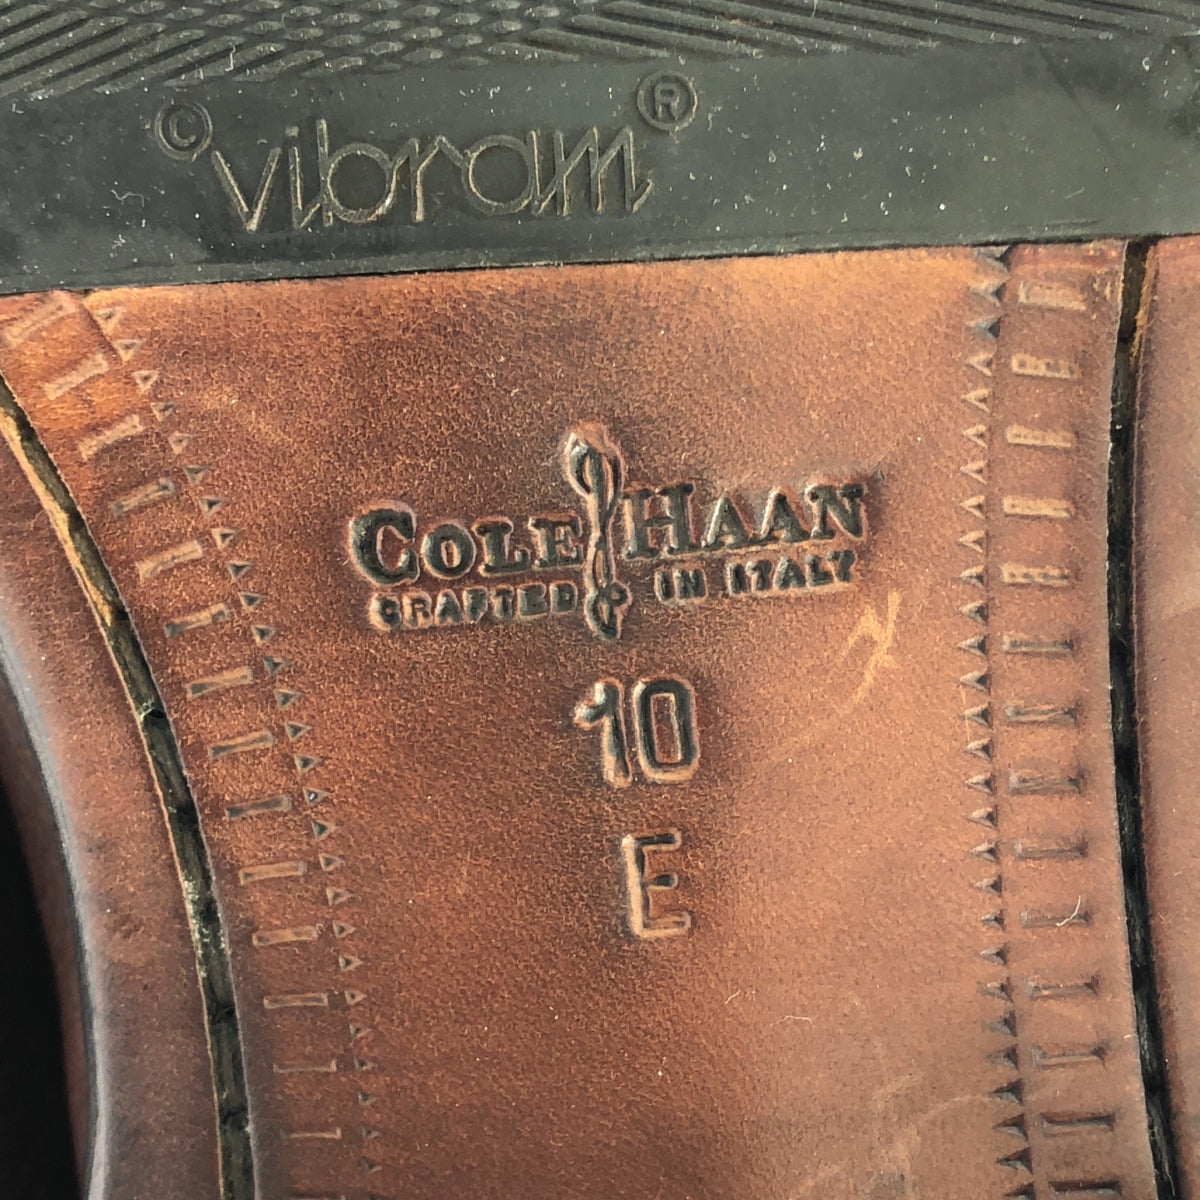 © vibram ®
COLE HAAN
CRAFTED IN ITALY
10
E